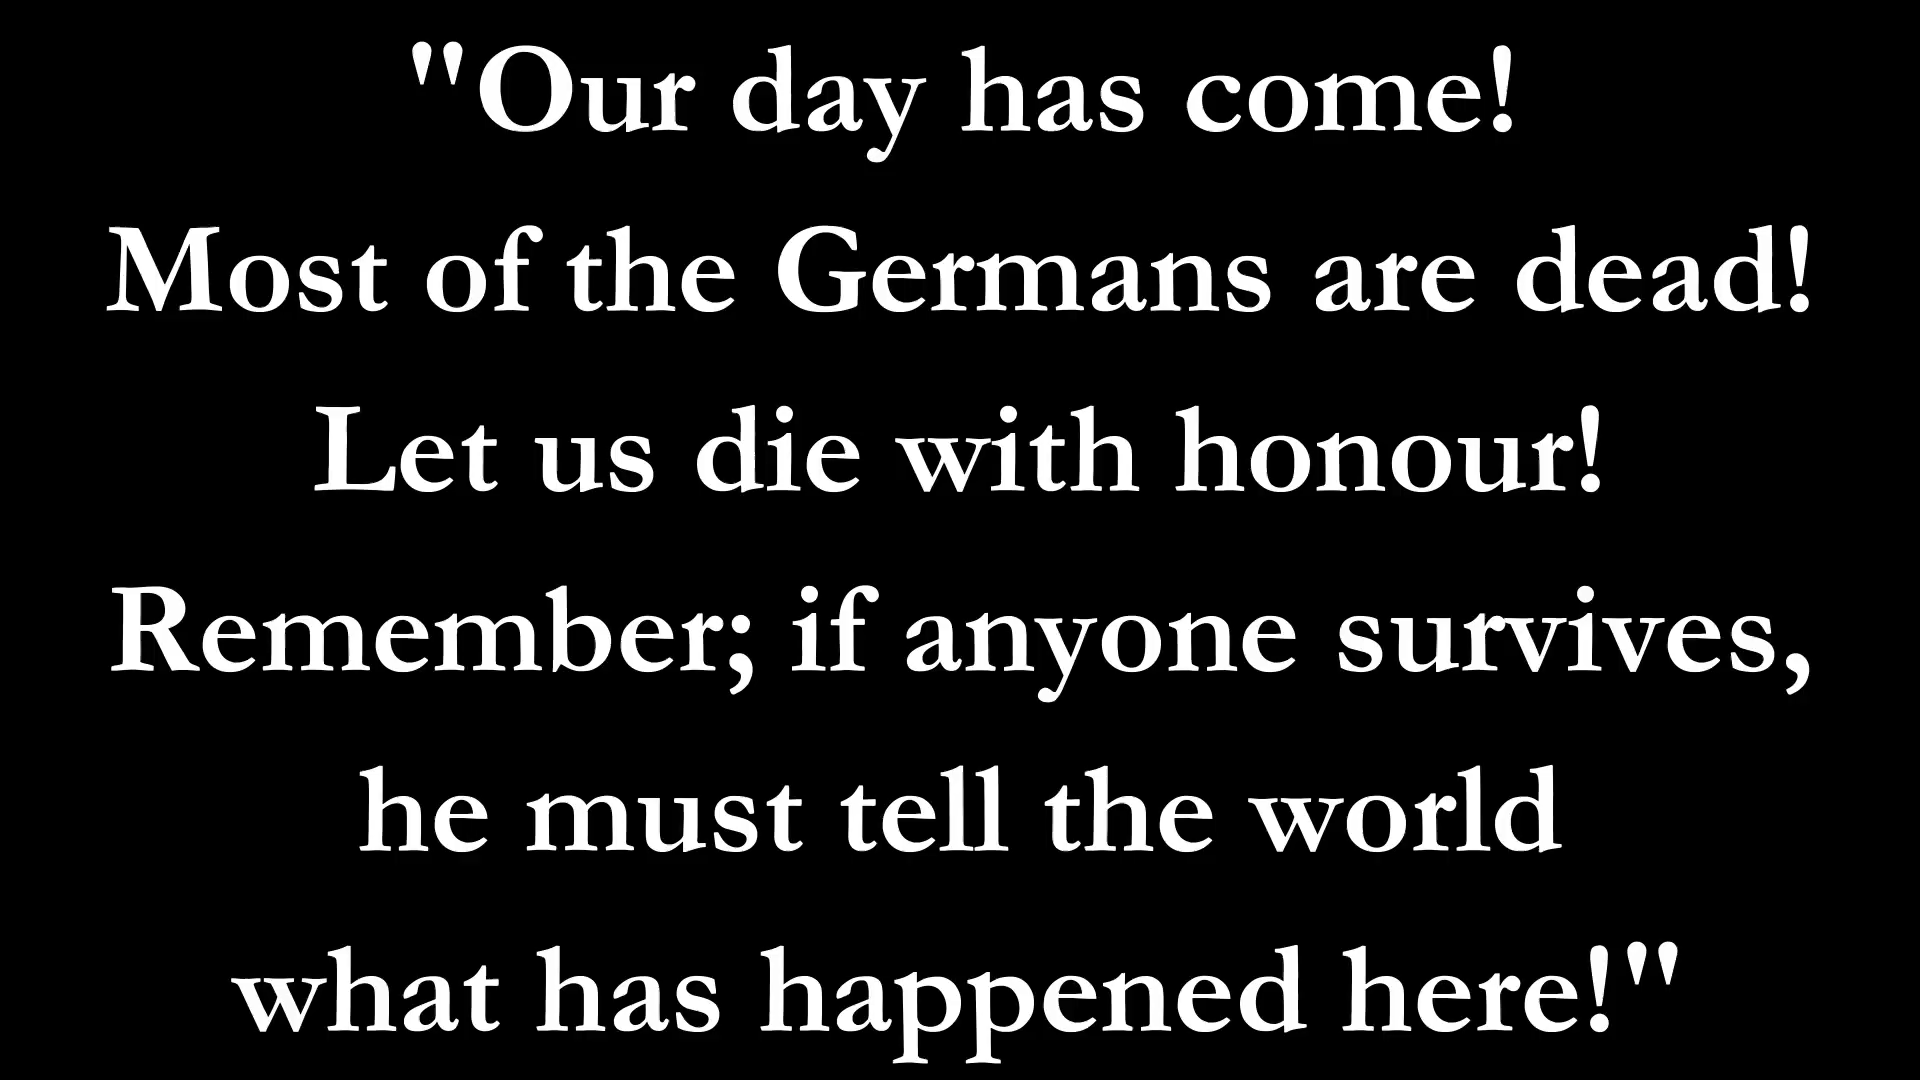 "Our day has come!
Most of the Germans are dead!
Let us die with honour!
Remember; if anyone survives,
he must tell the world
what has happened here!"